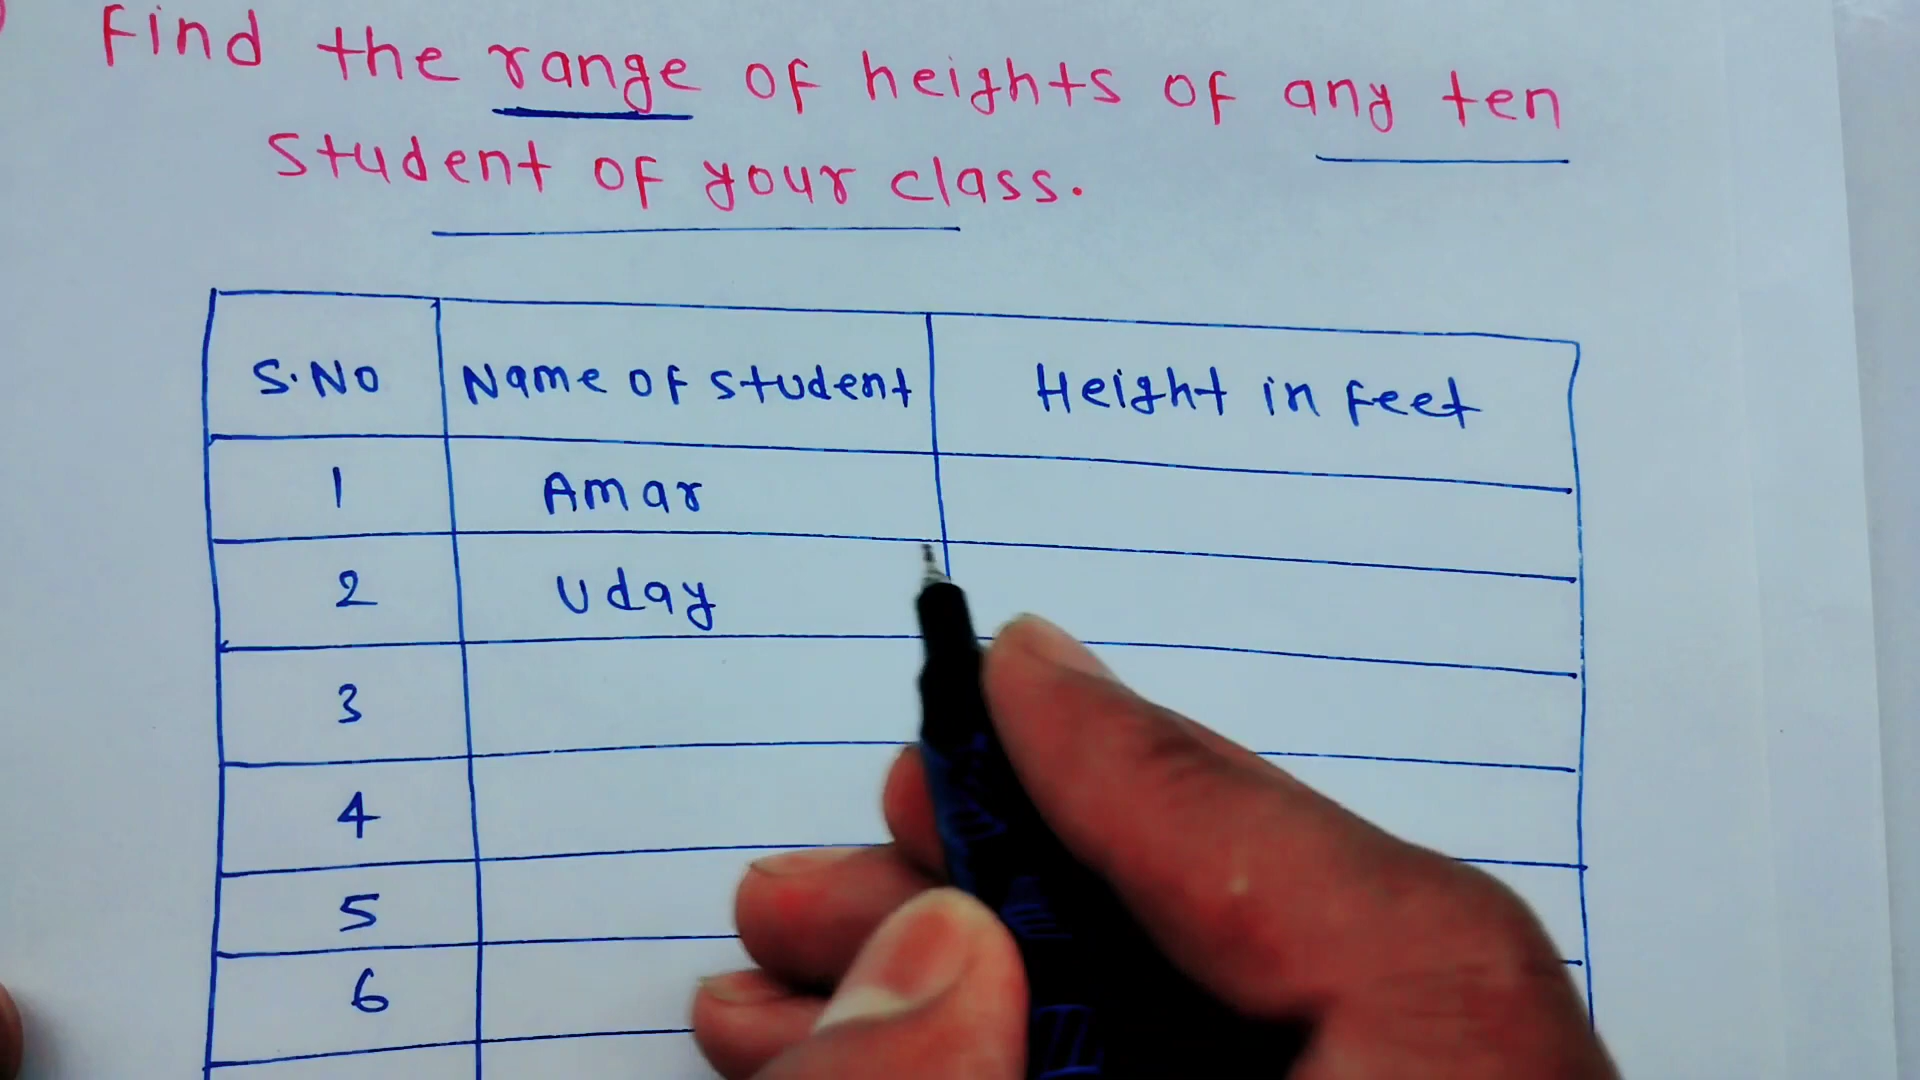 Find the range of heights of any ten
student of your class.
S.No Name of student Height in feet
1 Amar
2 Uday
3
4
5
6